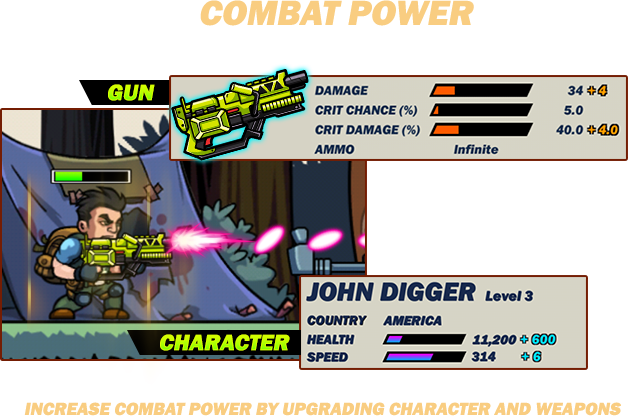 COMBAT POWER
GUN
DAMAGE 34 +4
CRIT CHANCE (%) 5.0
CRIT DAMAGE (%) 40.0 +4.0
AMMO Infinite
JOHN DIGGER Level 3
COUNTRY AMERICA
HEALTH 11,200 + 600
SPEED 314 + 6
CHARACTER
INCREASE COMBAT POWER BY UPGRADING CHARACTER AND WEAPONS